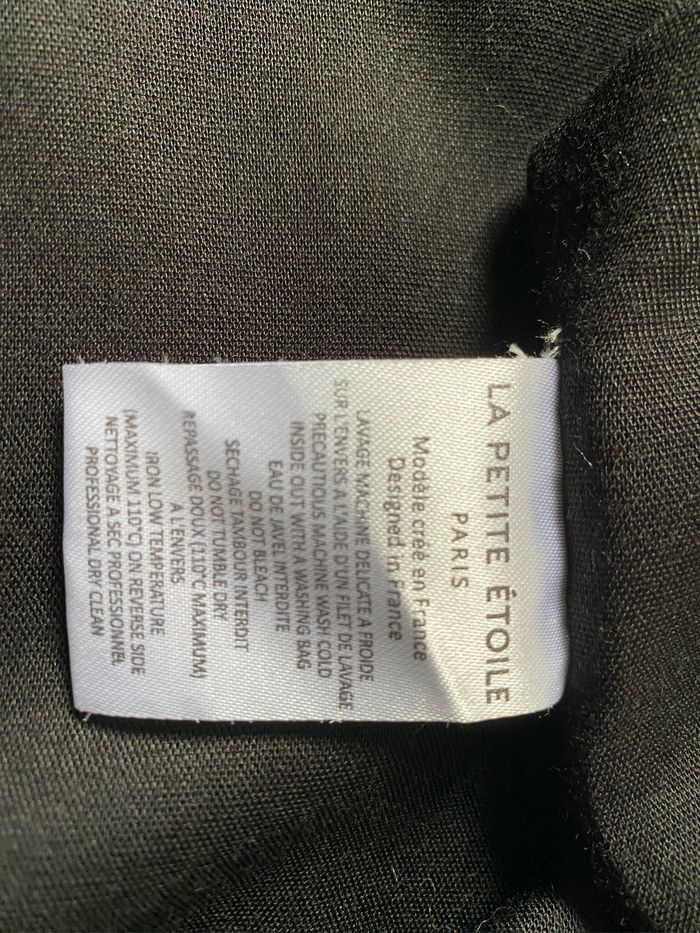 LA PETITE ÉTOILE
PARIS
Modèle créé en France
Designed in France
LAVAGE MACHINE DELICATE A FROIDE
SUR L'ENVERS A L'AIDE D'UN FILET DE LAVAGE
PRECAUTIOUS MACHINE WASH COLD
INSIDE OUT WITH A WASHING BAG
EAU DE JAVEL INTERDITE
DO NOT BLEACH
SECHAGE TAMBOUR INTERDIT
DO NOT TUMBLE DRY
REPASSAGE DOUX (110°C MAXIMUM)
A L'ENVERS
IRON LOW TEMPERATURE
(MAXIMUM 110°C) ON REVERSE SIDE
NETTOYAGE A SEC PROFESSIONNEL
PROFESSIONAL DRY CLEAN